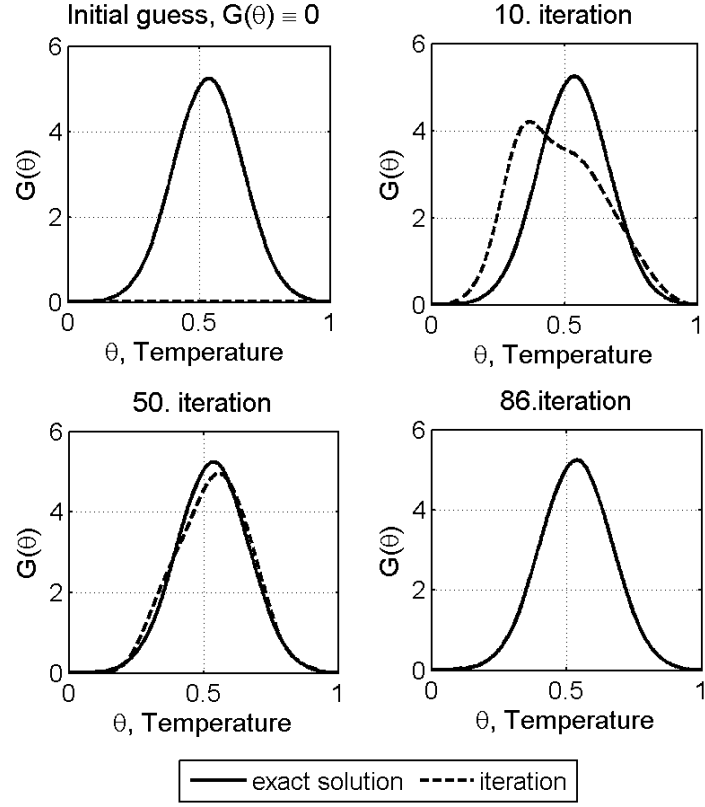 Initial guess, G(θ) ≡ 0
6
4
2
0
G(θ)
0
0.5
1
θ, Temperature
10. iteration
6
4
2
0
G(θ)
0
0.5
1
θ, Temperature
50. iteration
6
4
2
0
G(θ)
0
0.5
1
θ, Temperature
86.iteration
6
4
2
0
G(θ)
0
0.5
1
θ, Temperature
exact solution
iteration